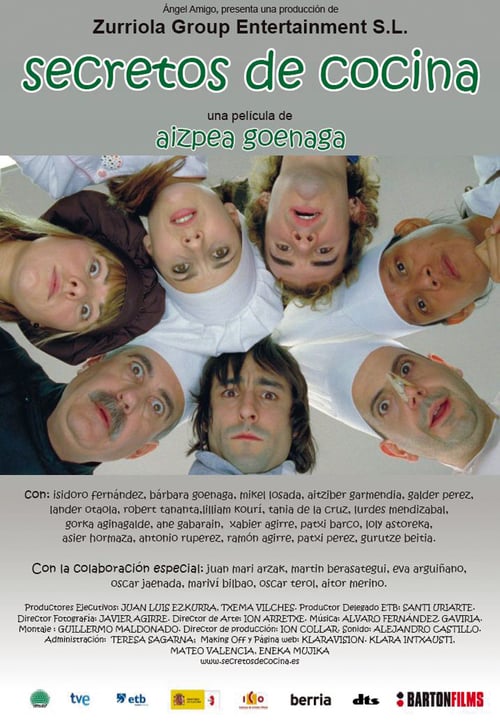 Ángel Amigo, presenta una producción de
Zurriola Group Entertainment S.L.
secretos de cocina
una película de
aizpea goenaga
Con: isidoro fernández, bárbara goenaga, mikel losada, aitziber garmendia, galder perez,
lander otaola, robert tananta, lilliam kourí, tania de la cruz, lurdes mendizabal,
gorka aginagalde, ane gabarain, xabier agirre, patxi barco, loly astoreka,
asier hormaza, antonio ruperez, ramón agirre, patxi perez, gurutze beitia.
Con la colaboración especial: juan mari arzak, martin berasategui, eva arguiñano,
oscar jaenada, mariví bilbao, oscar terol, aitor merino.
Productores Ejecutivos: JUAN LUIS EZKURRA, TXEMA VILCHES. Productor Delegado ETB: SANTI URIARTE.
Director Fotografía: JAVIER AGIRRE. Director de Arte: ION ARRETXE. Música: ALVARO FERNÁNDEZ GAVIRIA.
Montaje : GUILLERMO MALDONADO. Director de producción: ION COLLAR. Sonido: ALEJANDRO CASTILLO.
Administración: TERESA SAGARNA. Making Off y Página web: KLARAVISION. KLARA INTXAUSTI.
MATEO VALENCIA, ENEKA MUJIKA
www.secretosdecocina.es
tve etb berria dts BARTONFILMS